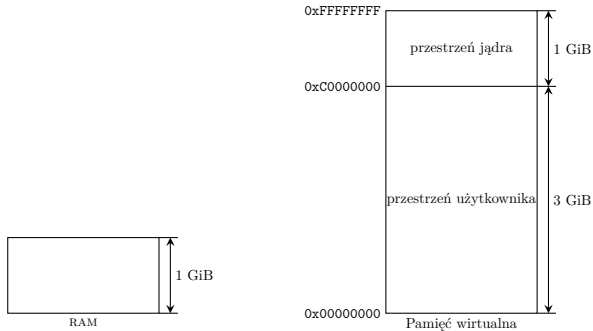 0xFFFFFFFF
przestrzeń jądra
1 GiB
0xC0000000
przestrzeń użytkownika
3 GiB
1 GiB
0x00000000
RAM
Pamięć wirtualna